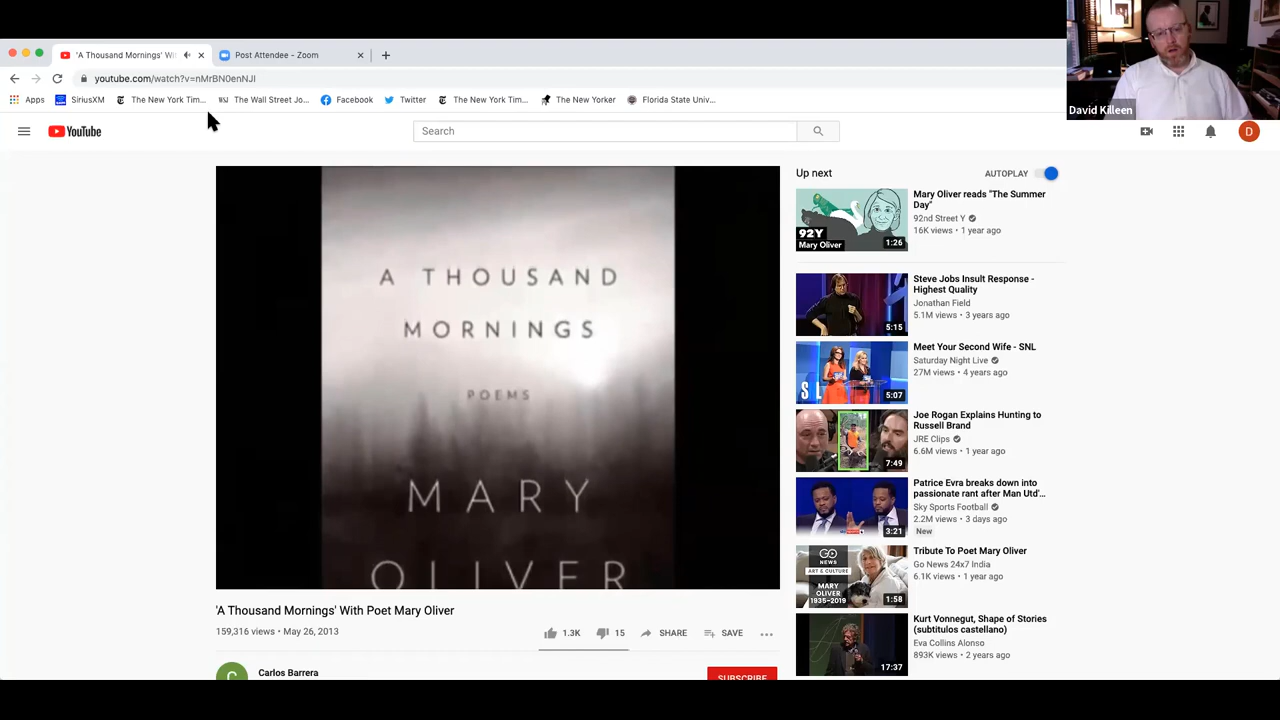 'A Thousand Mornings' Wit
Post Attendee - Zoom
youtube.com/watch?v=nMrBN0enNJI
Apps
SiriusXM
The New York Tim...
WSJ The Wall Street Jo...
Facebook
Twitter
The New York Tim...
The New Yorker
Florida State Univ...
David Killeen
YouTube
Search
D
A THOUSAND
MORNINGS
POEMS
MARY
OLIVER
'A Thousand Mornings' With Poet Mary Oliver
159,316 views • May 26, 2013
1.3K
15
SHARE
SAVE
C
Carlos Barrera
SUBSCRIBE
Up next
AUTOPLAY
92Y
Mary Oliver
1:26
Mary Oliver reads "The Summer
Day"
92nd Street Y
16K views • 1 year ago
5:15
Steve Jobs Insult Response -
Highest Quality
Jonathan Field
5.1M views • 3 years ago
S L
5:07
Meet Your Second Wife - SNL
Saturday Night Live
27M views • 4 years ago
7:49
Joe Rogan Explains Hunting to
Russell Brand
JRE Clips
6.6M views • 1 year ago
3:21
Patrice Evra breaks down into
passionate rant after Man Utd'...
Sky Sports Football
2.2M views • 3 days ago
New
GO
NEWS
ART & CULTURE
MARY
OLIVER
1935-2019
1:58
Tribute To Poet Mary Oliver
Go News 24x7 India
6.1K views • 1 year ago
17:37
Kurt Vonnegut, Shape of Stories
(subtitulos castellano)
Eva Collins Alonso
893K views • 2 years ago